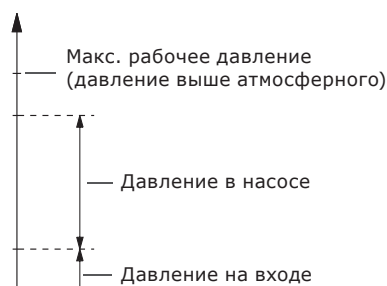 Макс. рабочее давление
(давление выше атмосферного)
Давление в насосе
Давление на входе